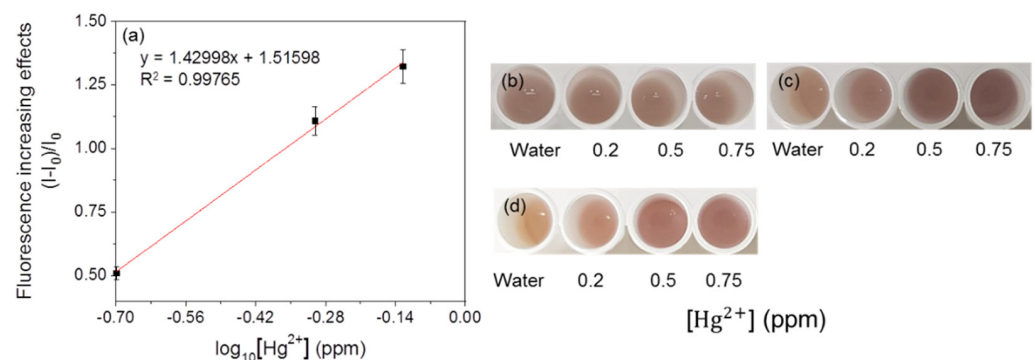 1.50
1.25
1.00
0.75
0.50
Fluorescence increasing effects
(I-I₀)/I₀
(a)
y = 1.42998x + 1.51598
R² = 0.99765
-0.70 -0.56 -0.42 -0.28 -0.14 0.00
log₁₀[Hg²⁺] (ppm)
(b)
Water 0.2 0.5 0.75
(c)
Water 0.2 0.5 0.75
(d)
Water 0.2 0.5 0.75
[Hg²⁺] (ppm)